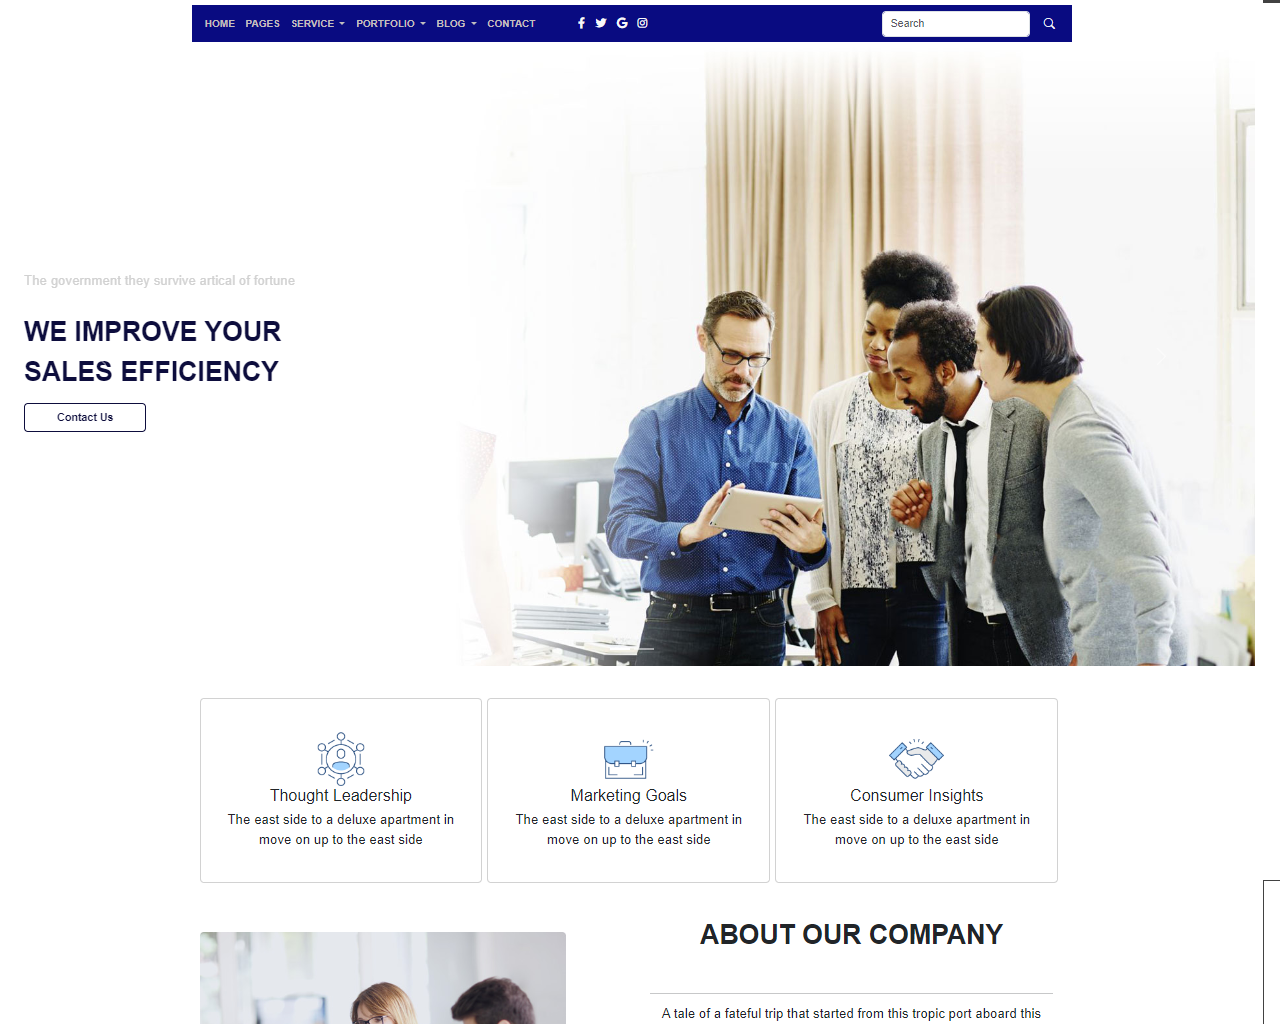 HOME PAGES SERVICE PORTFOLIO BLOG CONTACT Search
The government they survive artical of fortune
WE IMPROVE YOUR
SALES EFFICIENCY
Contact Us
Thought Leadership
The east side to a deluxe apartment in
move on up to the east side
Marketing Goals
The east side to a deluxe apartment in
move on up to the east side
Consumer Insights
The east side to a deluxe apartment in
move on up to the east side
ABOUT OUR COMPANY
A tale of a fateful trip that started from this tropic port aboard this